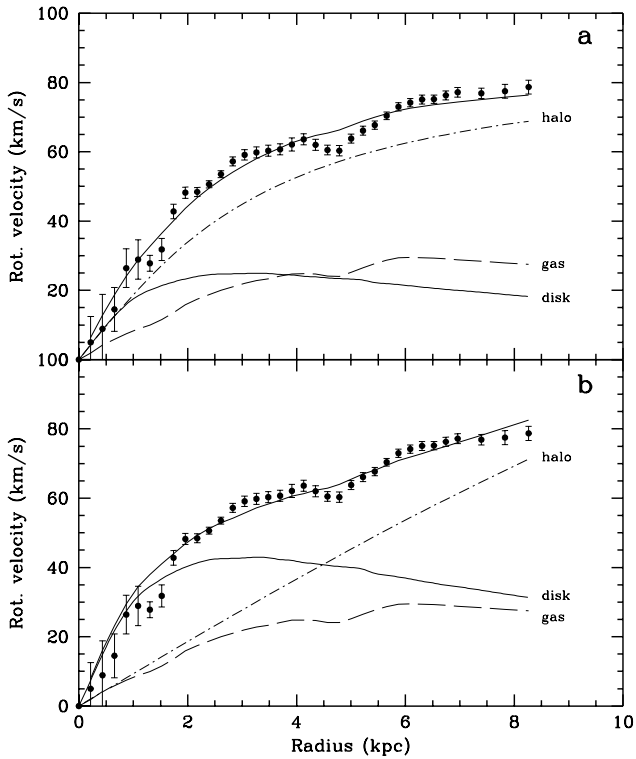 100
a
80
60
40
20
Rot. velocity (km/s)
halo
gas
disk
0
100
b
80
60
40
20
0
Rot. velocity (km/s)
halo
disk
gas
0 2 4 6 8 10
Radius (kpc)